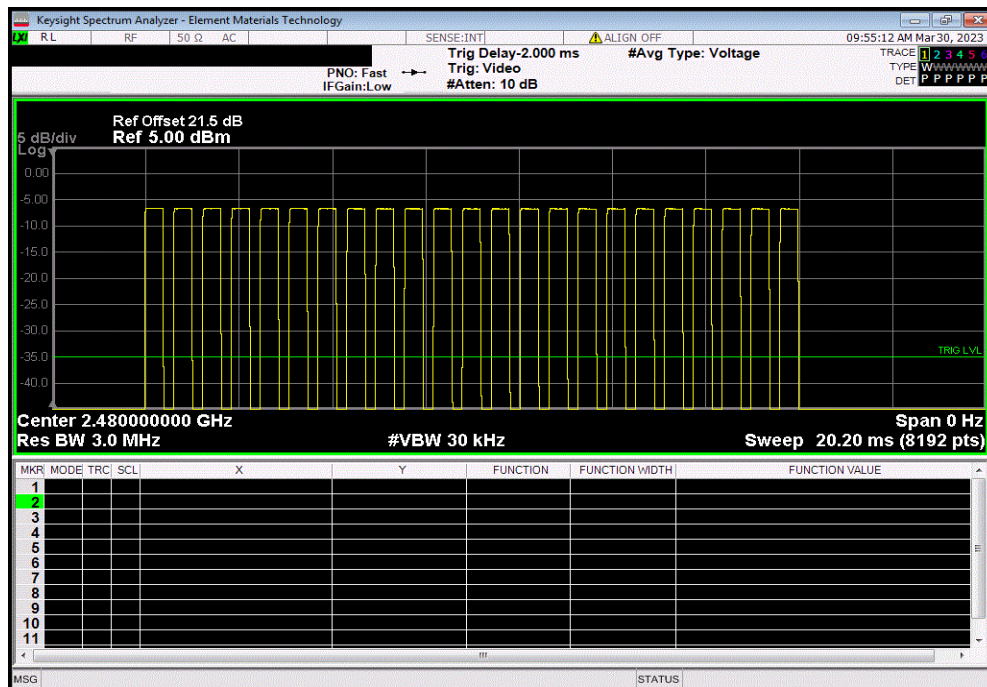 Keysight Spectrum Analyzer - Element Materials Technology
LXI RL RF 50 Ω AC SENSE:INT ALIGN OFF 09:55:12 AM Mar 30, 2023
Trig Delay-2.000 ms #Avg Type: Voltage TRACE 1 2 3 4 5 6
PNO: Fast Trig: Video TYPE WWWWWW
IFGain:Low #Atten: 10 dB DET P P P P P P
Ref Offset 21.5 dB
5 dB/div Ref 5.00 dBm
Log
0.00
-5.00
-10.0
-15.0
-20.0
-25.0
-30.0
-35.0 TRIG LVL
-40.0
Center 2.480000000 GHz Span 0 Hz
Res BW 3.0 MHz #VBW 30 kHz Sweep 20.20 ms (8192 pts)
MKR MODE TRC SCL X Y FUNCTION FUNCTION WIDTH FUNCTION VALUE
1
2
3
4
5
6
7
8
9
10
11
MSG STATUS